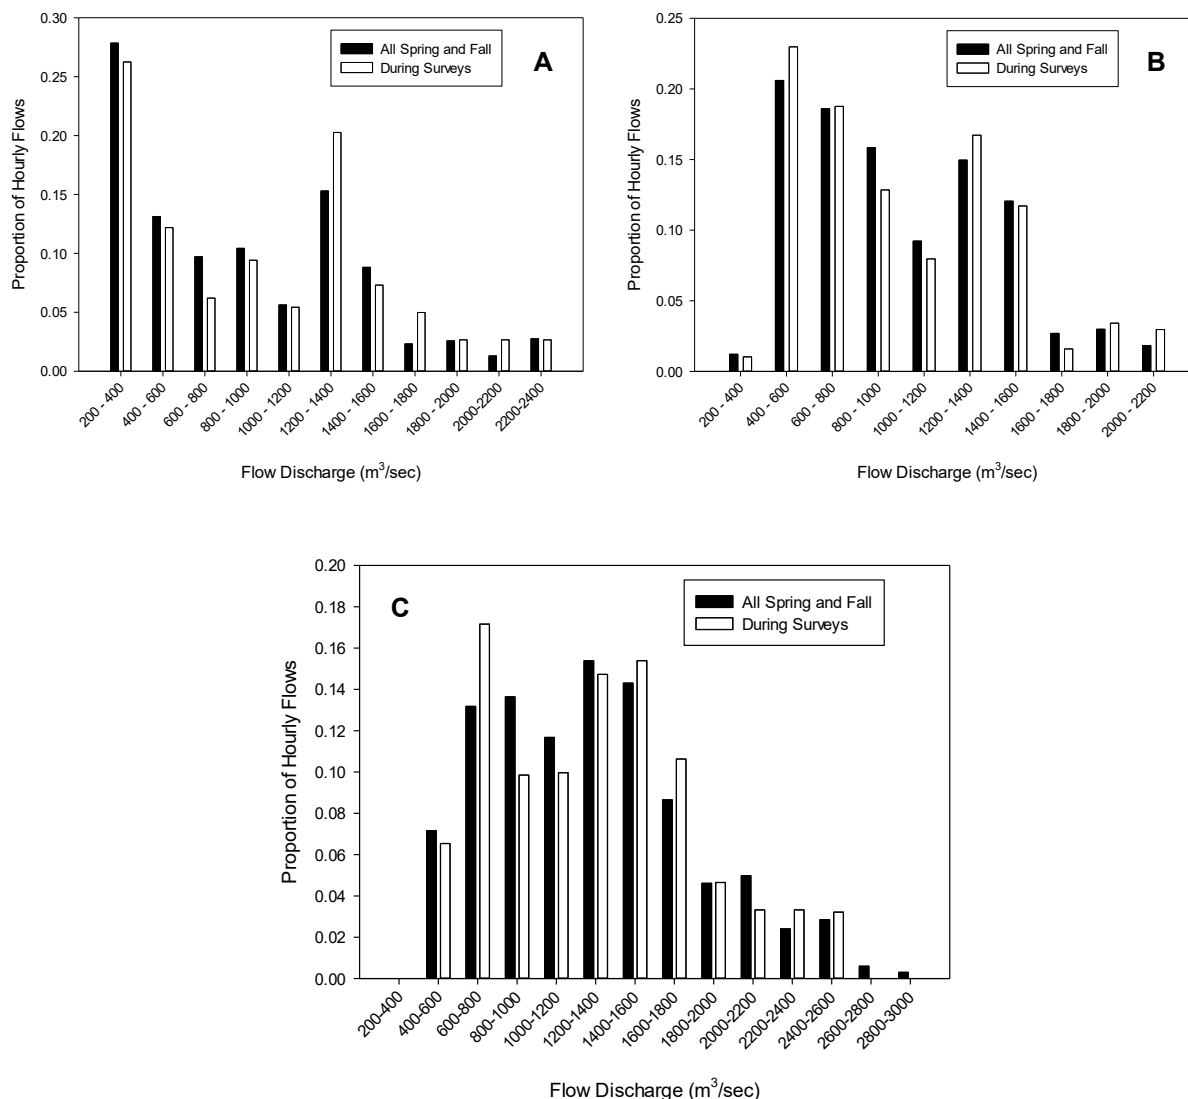 A
All Spring and Fall
During Surveys
Proportion of Hourly Flows
0.30
0.25
0.20
0.15
0.10
0.05
0.00
200 - 400
400 - 600
600 - 800
800 - 1000
1000 - 1200
1200 - 1400
1400 - 1600
1600 - 1800
1800 - 2000
2000-2200
2200-2400
Flow Discharge (m³/sec)
B
All Spring and Fall
During Surveys
Proportion of Hourly Flows
0.25
0.20
0.15
0.10
0.05
0.00
200 - 400
400 - 600
600 - 800
800 - 1000
1000 - 1200
1200 - 1400
1400 - 1600
1600 - 1800
1800 - 2000
2000 - 2200
Flow Discharge (m³/sec)
C
All Spring and Fall
During Surveys
Proportion of Hourly Flows
0.20
0.18
0.16
0.14
0.12
0.10
0.08
0.06
0.04
0.02
0.00
200-400
400-600
600-800
800-1000
1000-1200
1200-1400
1400-1600
1600-1800
1800-2000
2000-2200
2200-2400
2400-2600
2600-2800
2800-3000
Flow Discharge (m³/sec)